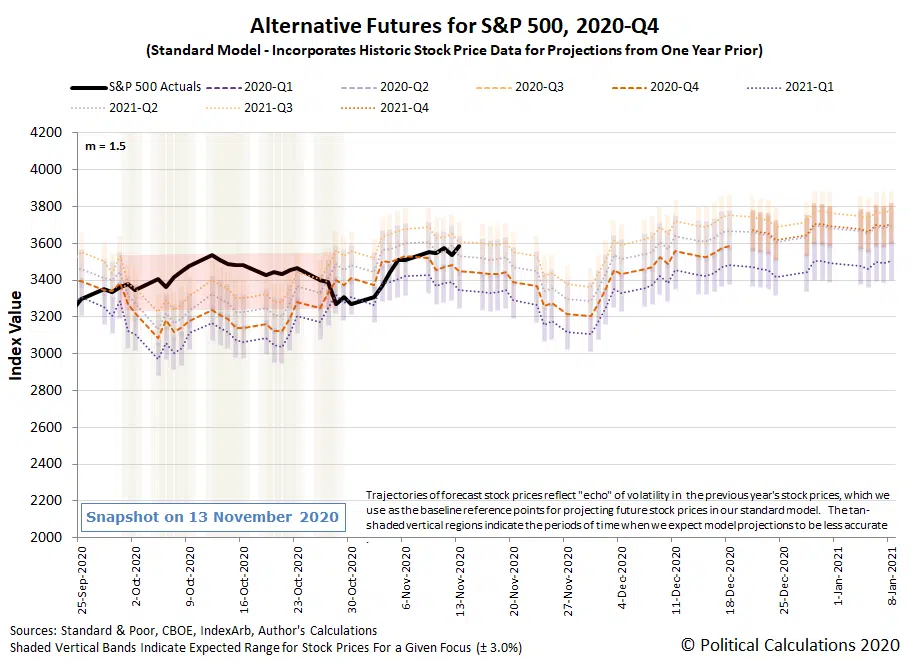 Alternative Futures for S&P 500, 2020-Q4
(Standard Model - Incorporates Historic Stock Price Data for Projections from One Year Prior)
S&P 500 Actuals 2020-Q1 2020-Q2 2020-Q3 2020-Q4 2021-Q1
2021-Q2 2021-Q3 2021-Q4
4200
m = 1.5
4000
3800
3600
3400
3200
3000
2800
2600
2400
2200
2000
Index Value
Trajectories of forecast stock prices reflect "echo" of volatility in the previous year's stock prices, which we
use as the baseline reference points for projecting future stock prices in our standard model. The tan-
shaded vertical regions indicate the periods of time when we expect model projections to be less accurate
.
Snapshot on 13 November 2020
25-Sep-2020
2-Oct-2020
9-Oct-2020
16-Oct-2020
23-Oct-2020
30-Oct-2020
6-Nov-2020
13-Nov-2020
20-Nov-2020
27-Nov-2020
4-Dec-2020
11-Dec-2020
18-Dec-2020
25-Dec-2020
1-Jan-2021
8-Jan-2021
Sources: Standard & Poor, CBOE, IndexArb, Author's Calculations
Shaded Vertical Bands Indicate Expected Range for Stock Prices For a Given Focus (± 3.0%)
© Political Calculations 2020